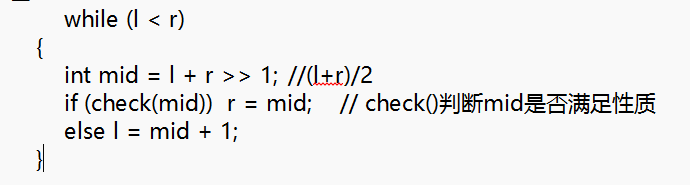 while (l < r)
{
int mid = l + r >> 1; //(l+r)/2
if (check(mid))  r = mid;    // check()判断mid是否满足性质
else l = mid + 1;
}